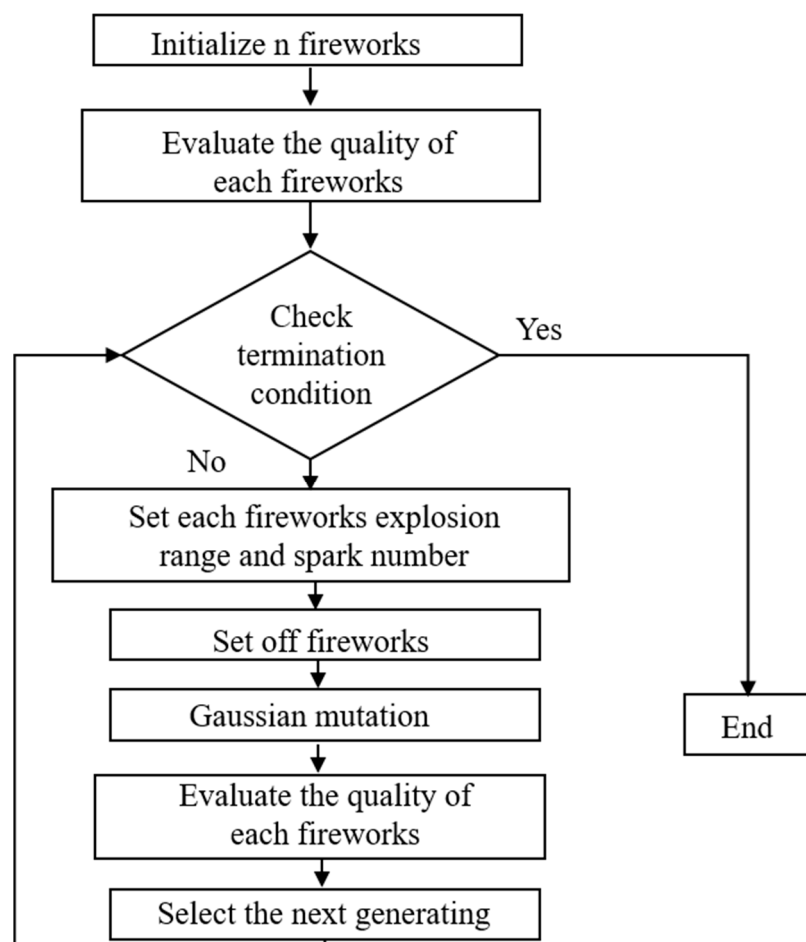 Initialize n fireworks
Evaluate the quality of
each fireworks
Check
termination
condition
Yes
No
Set each fireworks explosion
range and spark number
Set off fireworks
Gaussian mutation
End
Evaluate the quality of
each fireworks
Select the next generating